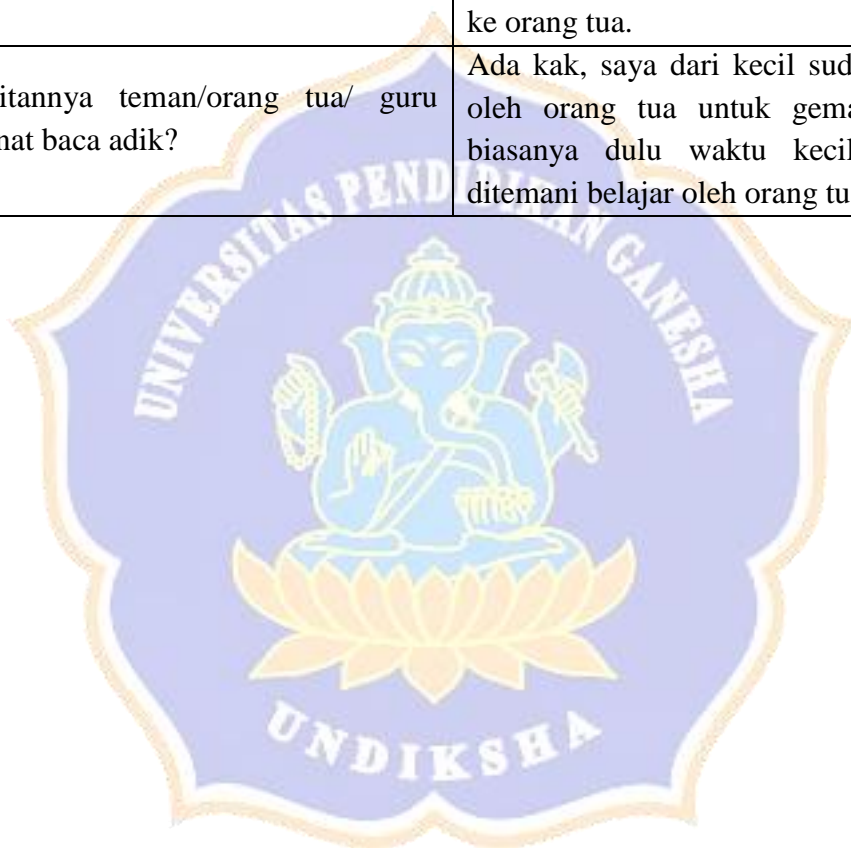 ke orang tua.
itannya teman/orang tua/ guru
nat baca adik?
Ada kak, saya dari kecil sud
oleh orang tua untuk gema
biasanya dulu waktu kecil
ditemani belajar oleh orang tu
UNIVERSITAS PENDIDIKAN GANESHA
UNDIKSHA